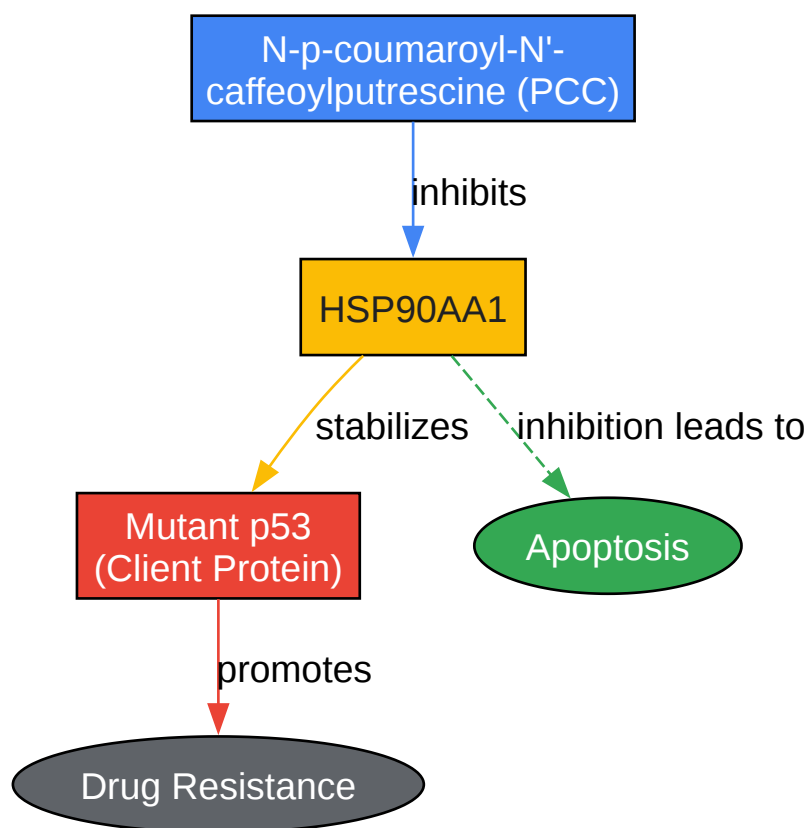 N-p-coumaroyl-N'-
caffeoylputrescine (PCC)
inhibits
HSP90AA1
stabilizes
inhibition leads to
Mutant p53
(Client Protein)
Apoptosis
promotes
Drug Resistance